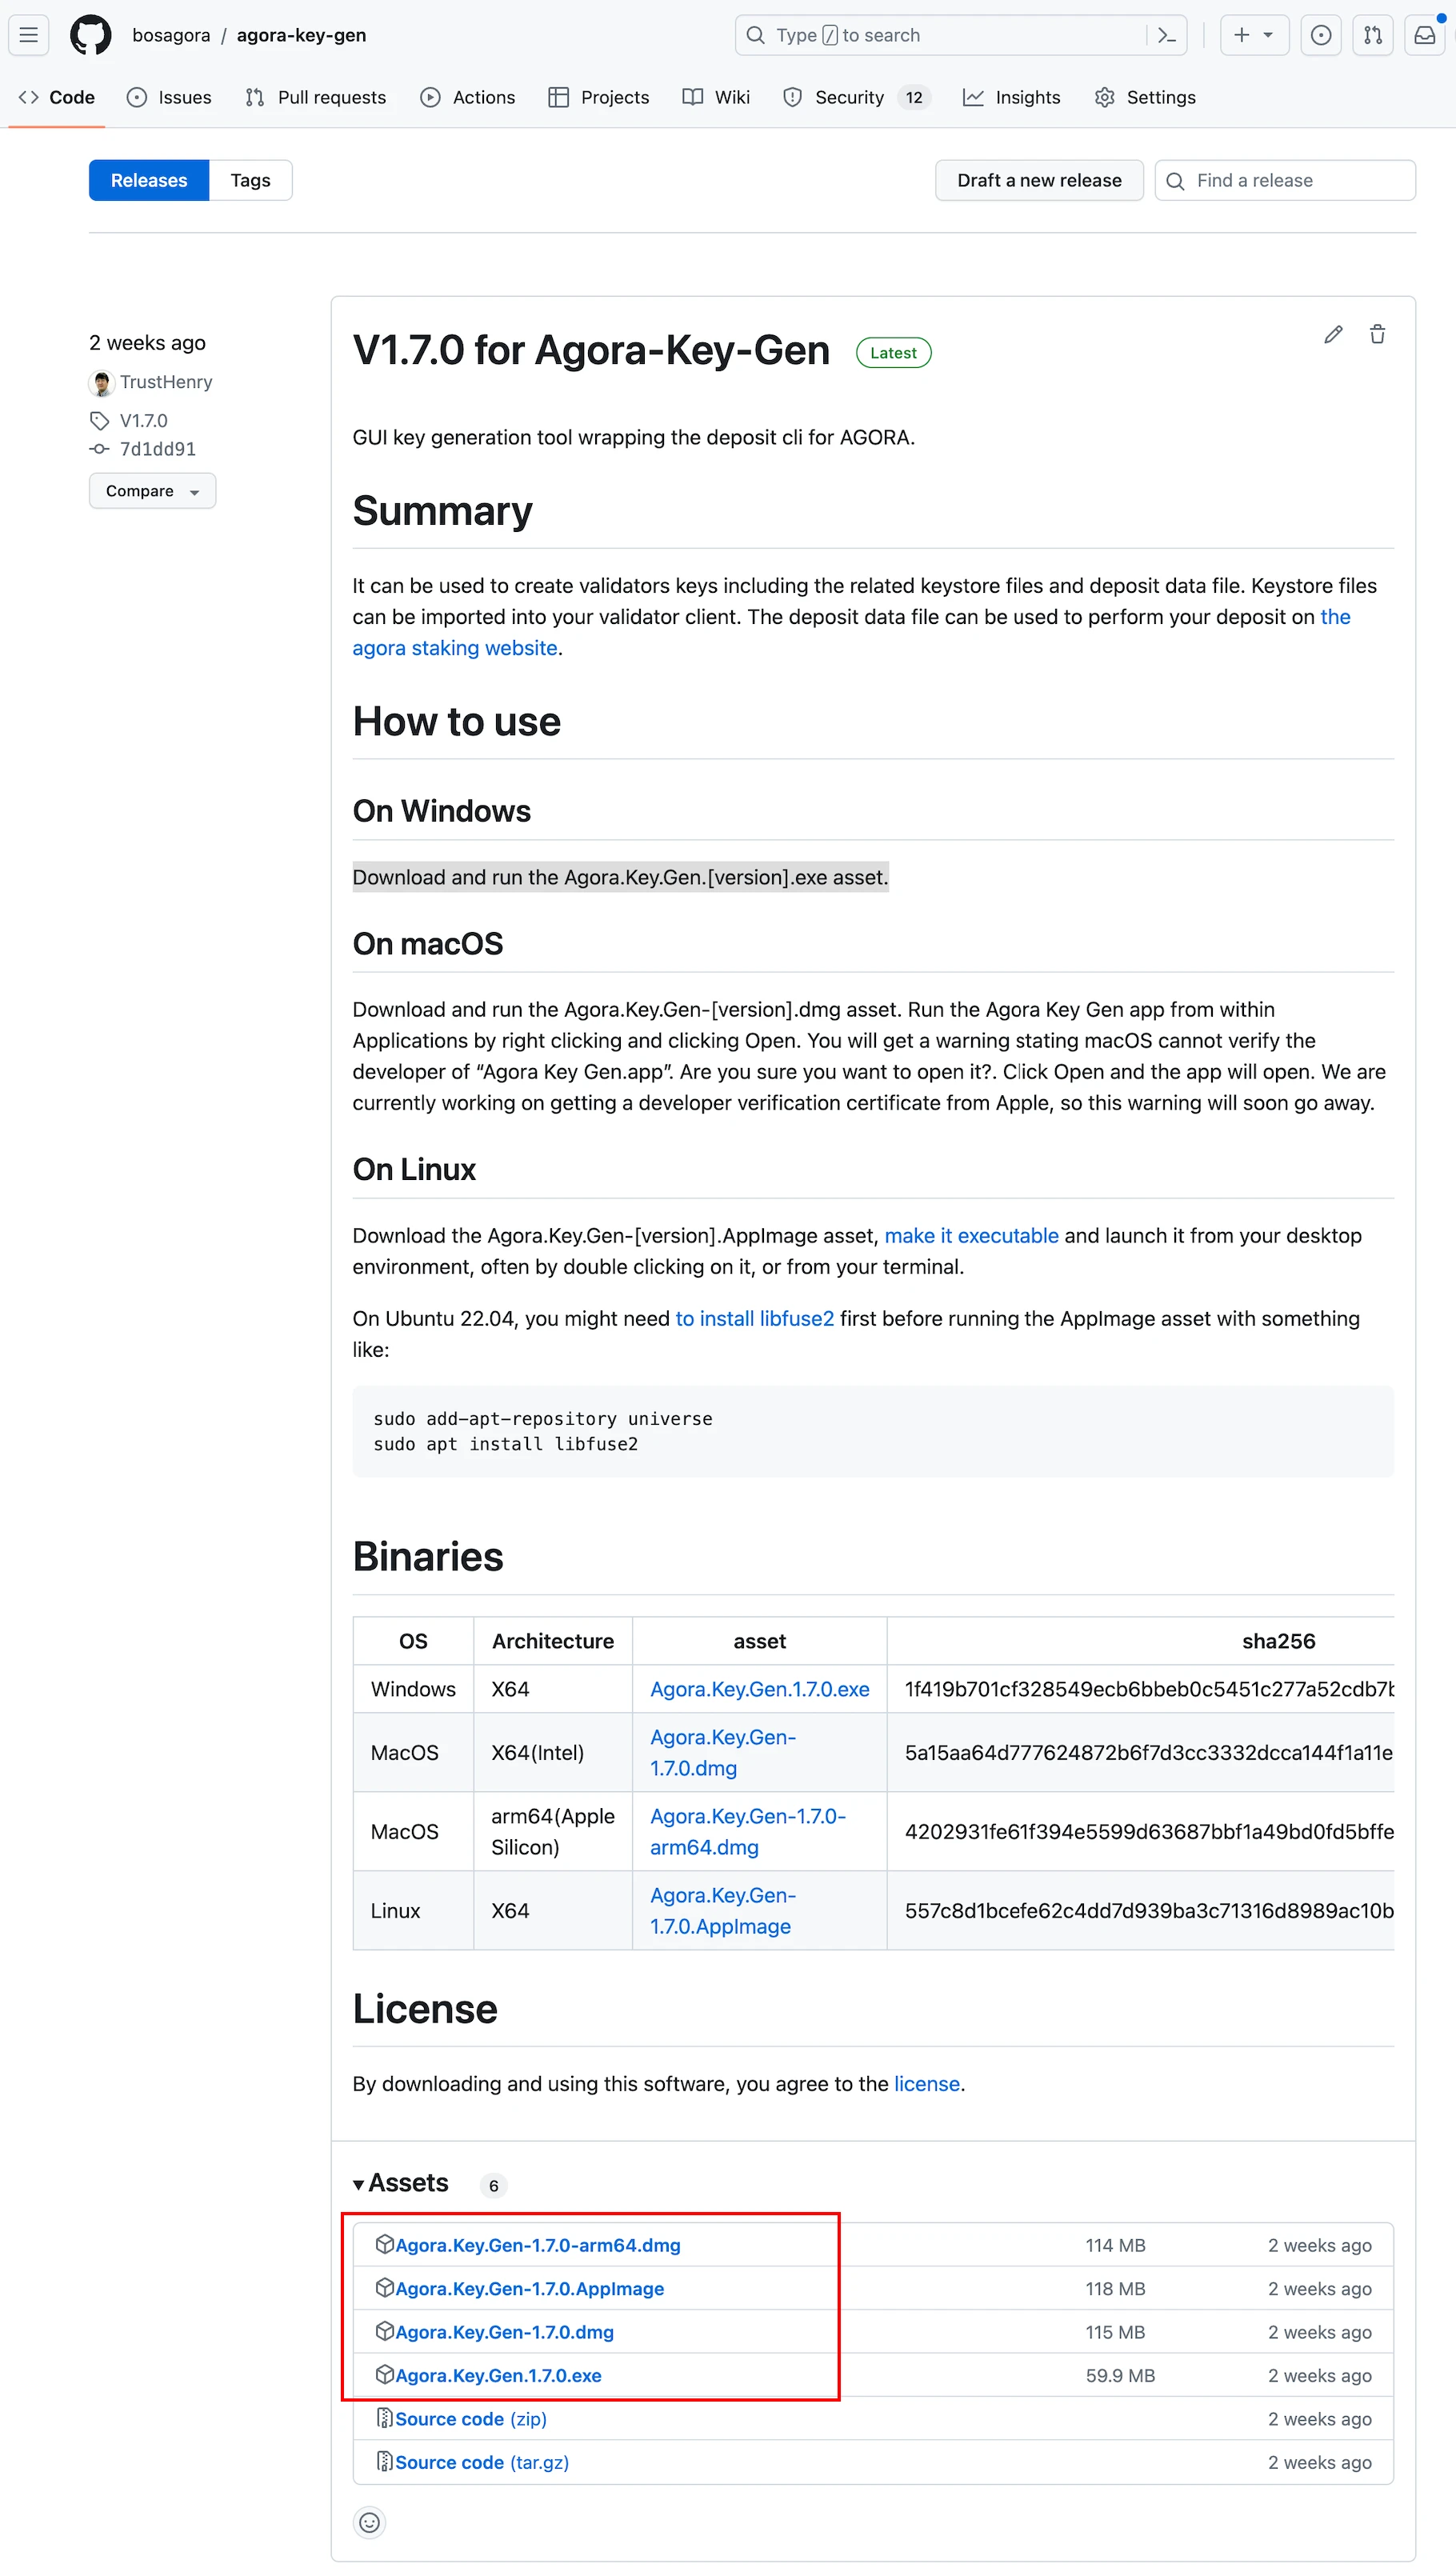 bosagora / agora-key-gen
Type / to search
Code Issues Pull requests Actions Projects Wiki Security 12 Insights Settings
Releases Tags Draft a new release Find a release
2 weeks ago
TrustHenry
V1.7.0
7d1dd91
Compare
V1.7.0 for Agora-Key-Gen Latest
GUI key generation tool wrapping the deposit cli for AGORA.
Summary
It can be used to create validators keys including the related keystore files and deposit data file. Keystore files
can be imported into your validator client. The deposit data file can be used to perform your deposit on the
agora staking website.
How to use
On Windows
Download and run the Agora.Key.Gen.[version].exe asset.
On macOS
Download and run the Agora.Key.Gen-[version].dmg asset. Run the Agora Key Gen app from within
Applications by right clicking and clicking Open. You will get a warning stating macOS cannot verify the
developer of “Agora Key Gen.app”. Are you sure you want to open it?. Click Open and the app will open. We are
currently working on getting a developer verification certificate from Apple, so this warning will soon go away.
On Linux
Download the Agora.Key.Gen-[version].AppImage asset, make it executable and launch it from your desktop
environment, often by double clicking on it, or from your terminal.
On Ubuntu 22.04, you might need to install libfuse2 first before running the AppImage asset with something
like:
sudo add-apt-repository universe
sudo apt install libfuse2
Binaries
OS Architecture asset sha256
Windows X64 Agora.Key.Gen.1.7.0.exe 1f419b701cf328549ecb6bbeb0c5451c277a52cdb7b
MacOS X64(Intel) Agora.Key.Gen-
1.7.0.dmg 5a15aa64d777624872b6f7d3cc3332dcca144f1a11e
MacOS arm64(Apple
Silicon) Agora.Key.Gen-1.7.0-
arm64.dmg 4202931fe61f394e5599d63687bbf1a49bd0fd5bffe
Linux X64 Agora.Key.Gen-
1.7.0.AppImage 557c8d1bcefe62c4dd7d939ba3c71316d8989ac10b
License
By downloading and using this software, you agree to the license.
Assets 6
Agora.Key.Gen-1.7.0-arm64.dmg 114 MB 2 weeks ago
Agora.Key.Gen-1.7.0.AppImage 118 MB 2 weeks ago
Agora.Key.Gen-1.7.0.dmg 115 MB 2 weeks ago
Agora.Key.Gen.1.7.0.exe 59.9 MB 2 weeks ago
Source code (zip) 2 weeks ago
Source code (tar.gz) 2 weeks ago